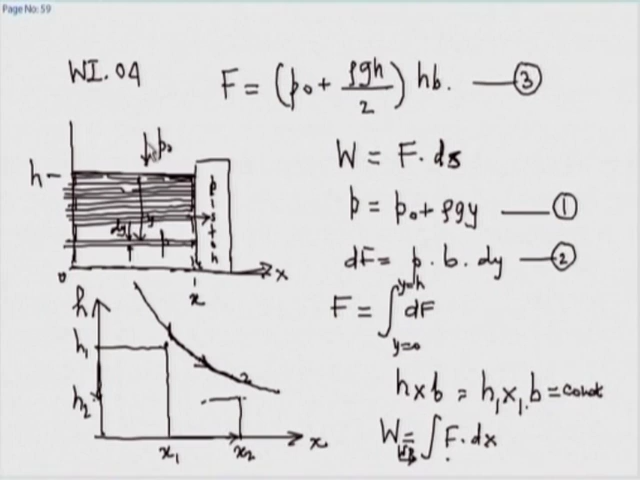 Page No: 59
WI.04
F = (p₀ + ρgh/2) hb. — ③
W = F. ds
p = p₀ + ρgy — ①
dF = p. b. dy — ②
F = ∫ dF
y=h
y=0
h x b = h₁ x₁. b = const
W = ∫ F. dx
p₀
h
dy
y
p
piston
0
x
x
h
h₁
h₂
2
x₁
x₂
x